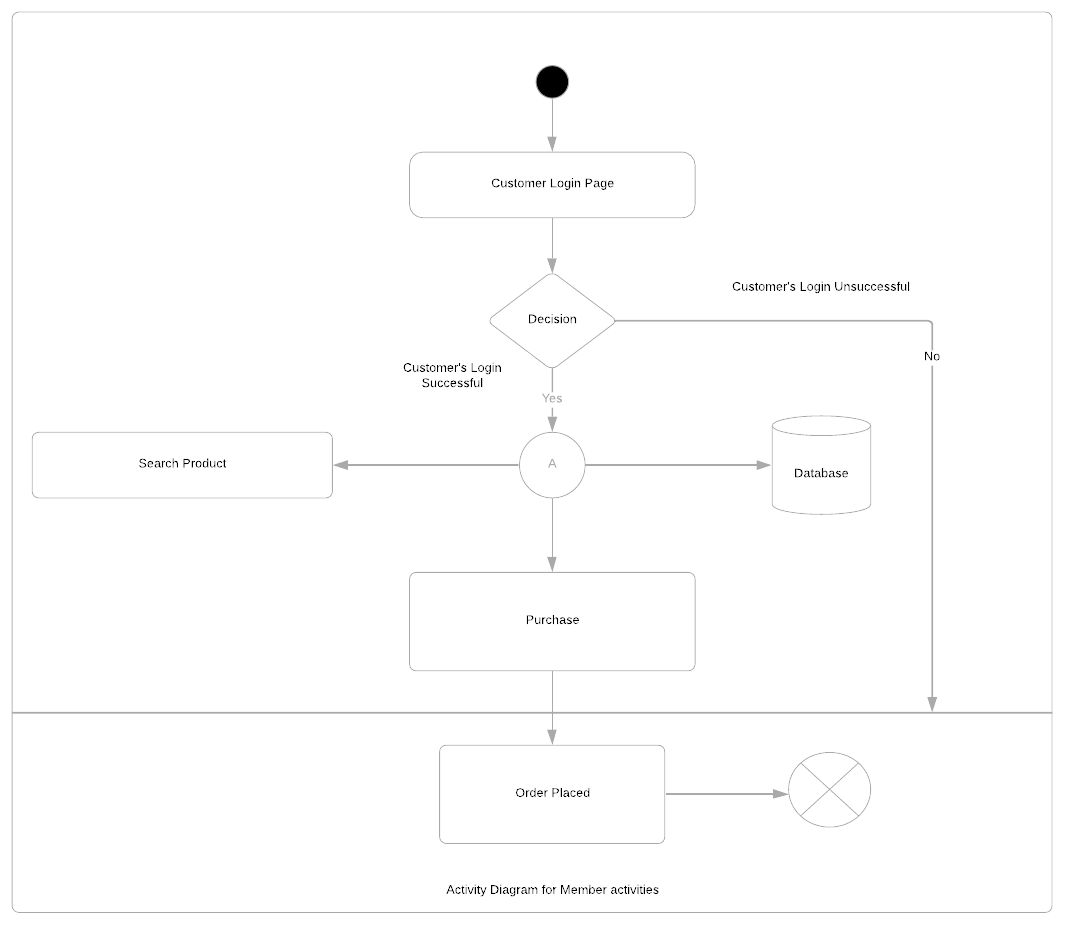 Customer Login Page
Customer's Login Unsuccessful
Decision
No
Customer's Login
Successful
Yes
Search Product
A
Database
Purchase
Order Placed
Activity Diagram for Member activities